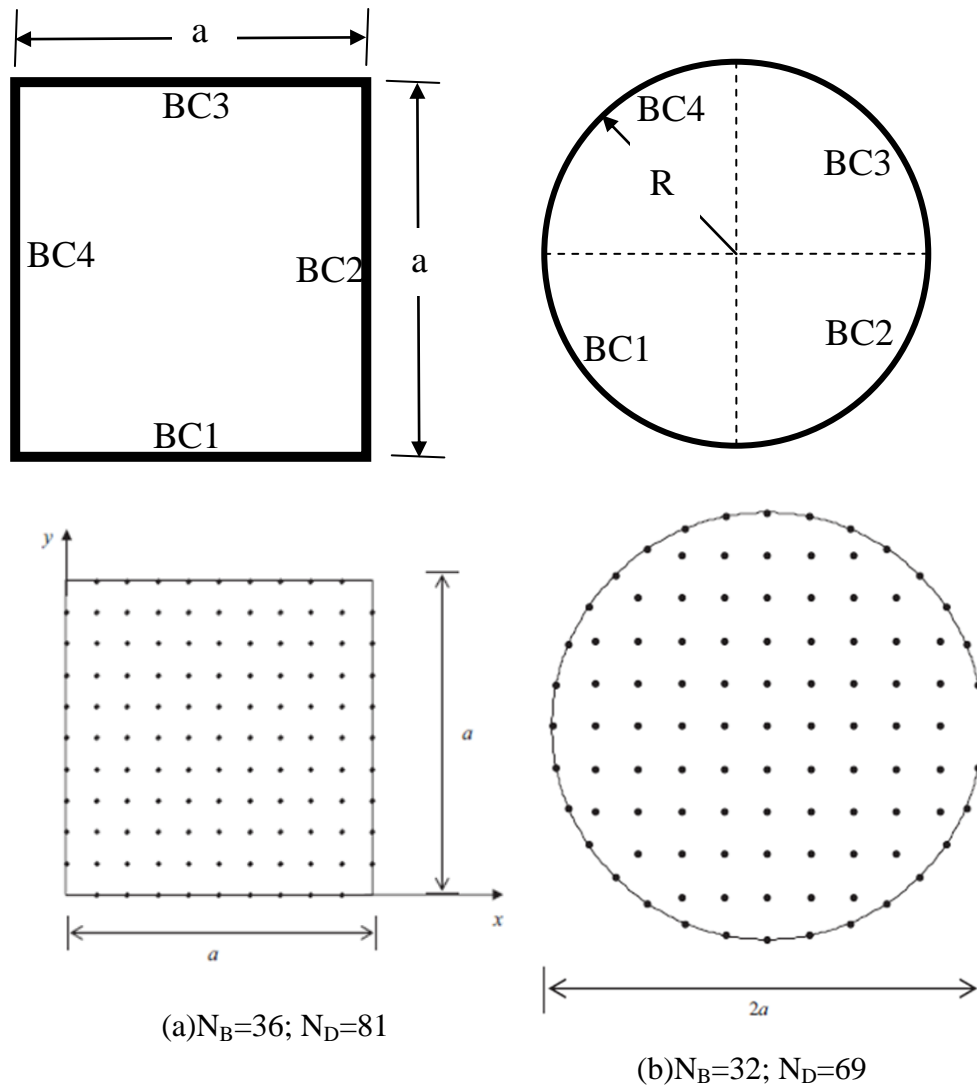 a
BC3
BC4
BC2
a
BC1
BC4
BC3
R
BC1
BC2
y
a
x
a
(a)N_B=36; N_D=81
2a
(b)N_B=32; N_D=69